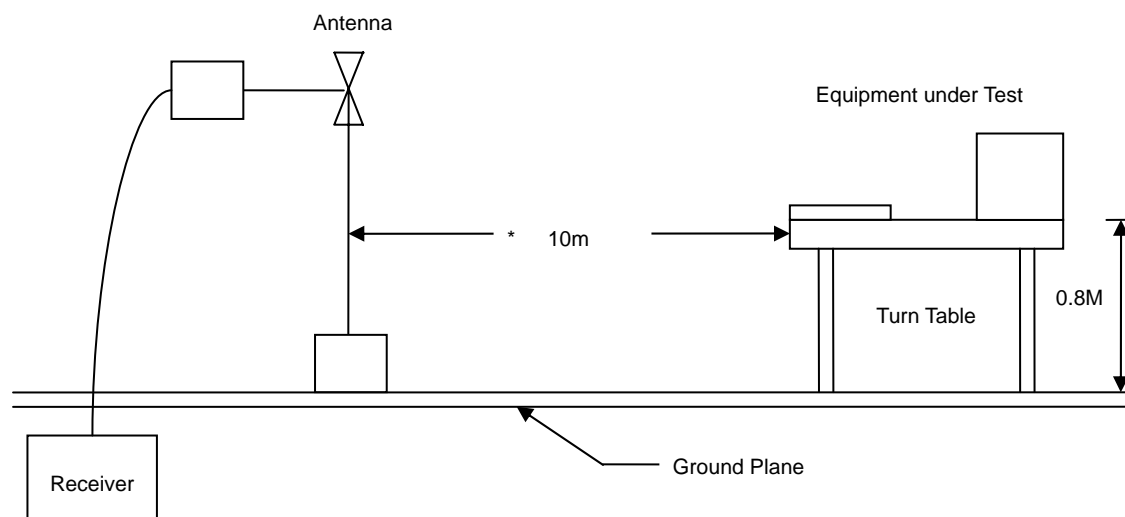 Antenna
Equipment under Test
* 10m
0.8M
Turn Table
Ground Plane
Receiver